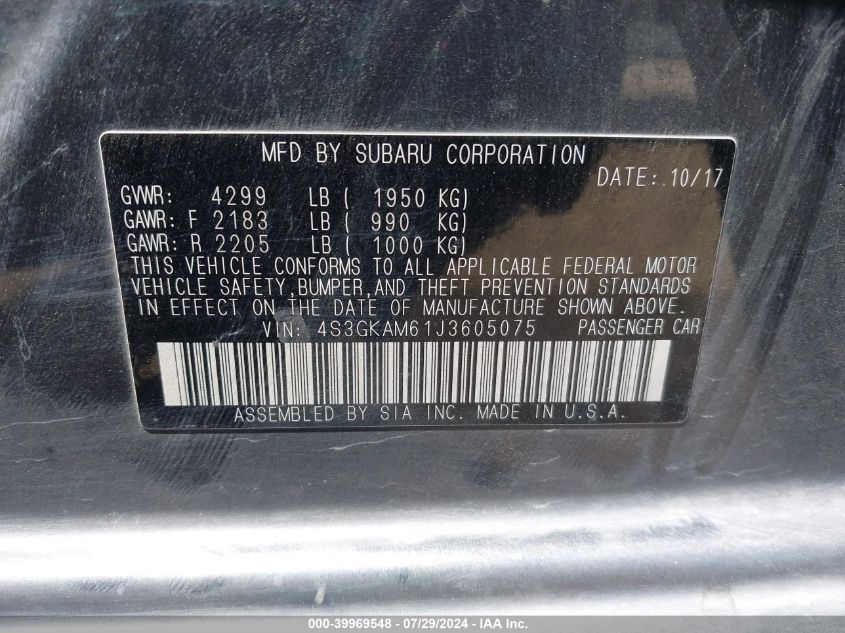 MFD BY SUBARU CORPORATION
DATE: 10/17
GVWR: 4299 LB ( 1950 KG)
GAWR: F 2183 LB ( 990 KG)
GAWR: R 2205 LB ( 1000 KG)
THIS VEHICLE CONFORMS TO ALL APPLICABLE FEDERAL MOTOR
VEHICLE SAFETY, BUMPER, AND THEFT PREVENTION STANDARDS
IN EFFECT ON THE DATE OF MANUFACTURE SHOWN ABOVE.
VIN: 4S3GKAM61J3605075 PASSENGER CAR
ASSEMBLED BY SIA INC. MADE IN U.S.A.
000-39969548 - 07/29/2024 - IAA Inc.